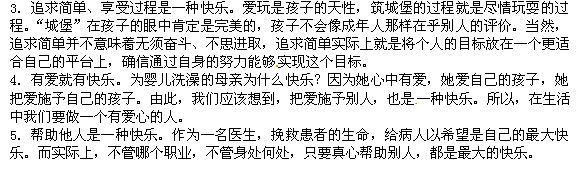 3．追求简单、享受过程是一种快乐。爱玩是孩子的天性，筑城堡的过程就是尽情玩耍的过
程。“城堡”在孩子的眼中肯定是完美的，孩子不会像成年人那样在乎别人的评价。当然，
追求简单并不意味着无须奋斗、不思进取，追求简单实际上就是将个人的目标放在一个更适
合自己的平台上，确信通过自身的努力能够实现这个目标。
4．有爱就有快乐。为婴儿洗澡的母亲为什么快乐？因为她心中有爱，她爱自己的孩子，她
把爱施予自己的孩子。由此，我们应该想到，把爱施予别人，也是一种快乐。所以，在生活
中我们要做一个有爱心的人。
5．帮助他人是一种快乐。作为一名医生，挽救患者的生命，给病人以希望是自己的最大快
乐。而实际上，不管哪个职业，不管身处何处，只要真心帮助别人，都是最大的快乐。